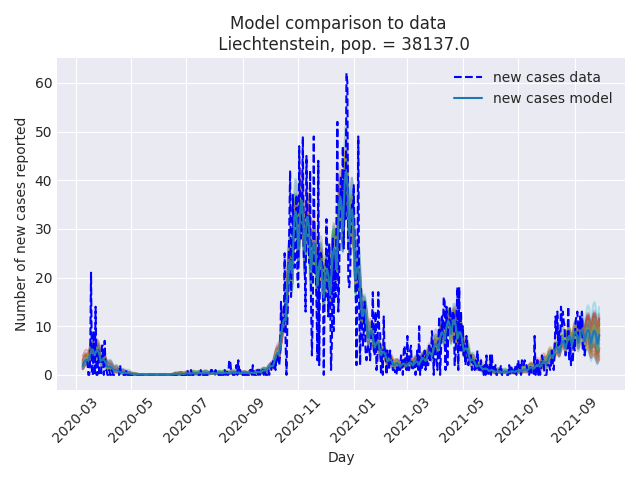 Model comparison to data
Liechtenstein, pop. = 38137.0
Number of new cases reported
60
50
40
30
20
10
0
new cases data
new cases model
2020-03
2020-05
2020-07
2020-09
2020-11
2021-01
2021-03
2021-05
2021-07
2021-09
Day